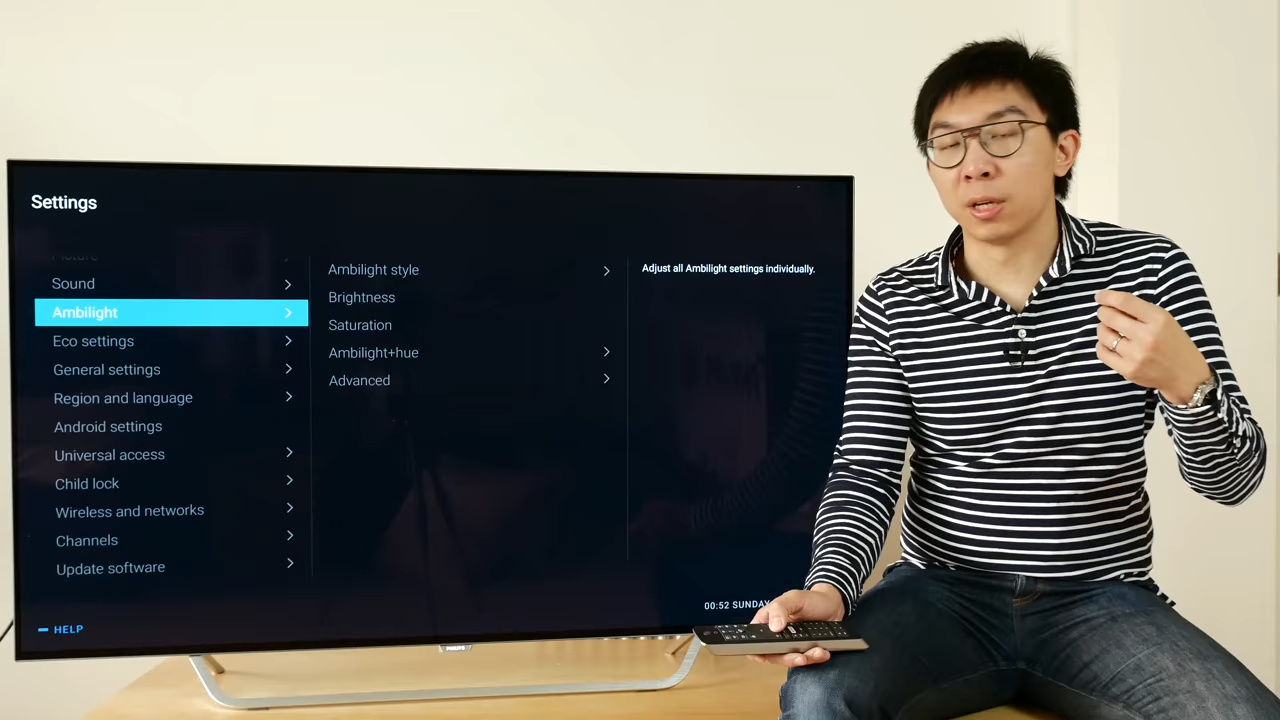 Settings
Picture
Sound
Ambilight
Eco settings
General settings
Region and language
Android settings
Universal access
Child lock
Wireless and networks
Channels
Update software
Ambilight style
Brightness
Saturation
Ambilight+hue
Advanced
Adjust all Ambilight settings individually.
00:52 SUNDAY
HELP
PHILIPS